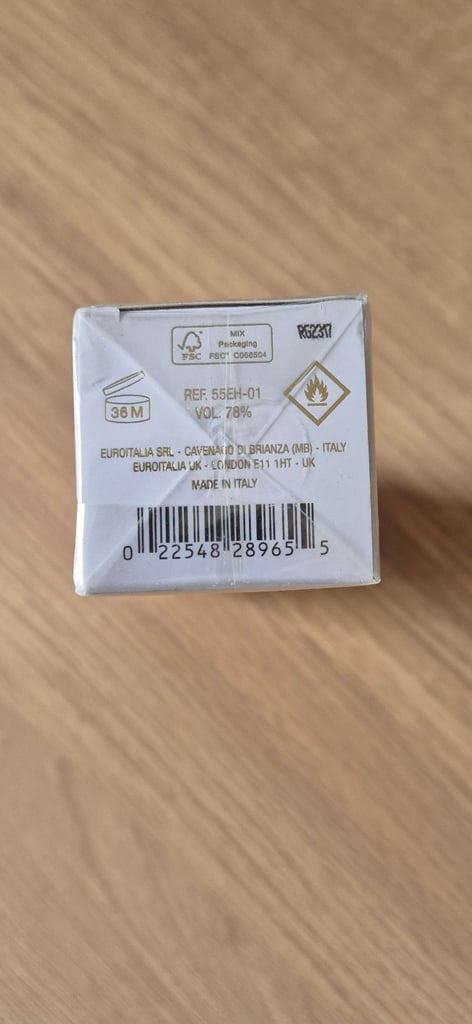 MIX
Packaging
FSC
FSC® C066504
RG2317
36 M
REF. 55EH-01
VOL. 78%
EUROITALIA SRL - CAVENAGO DI BRIANZA (MB) - ITALY
EUROITALIA UK - LONDON E11 1HT - UK
MADE IN ITALY
0 22548 28965 5